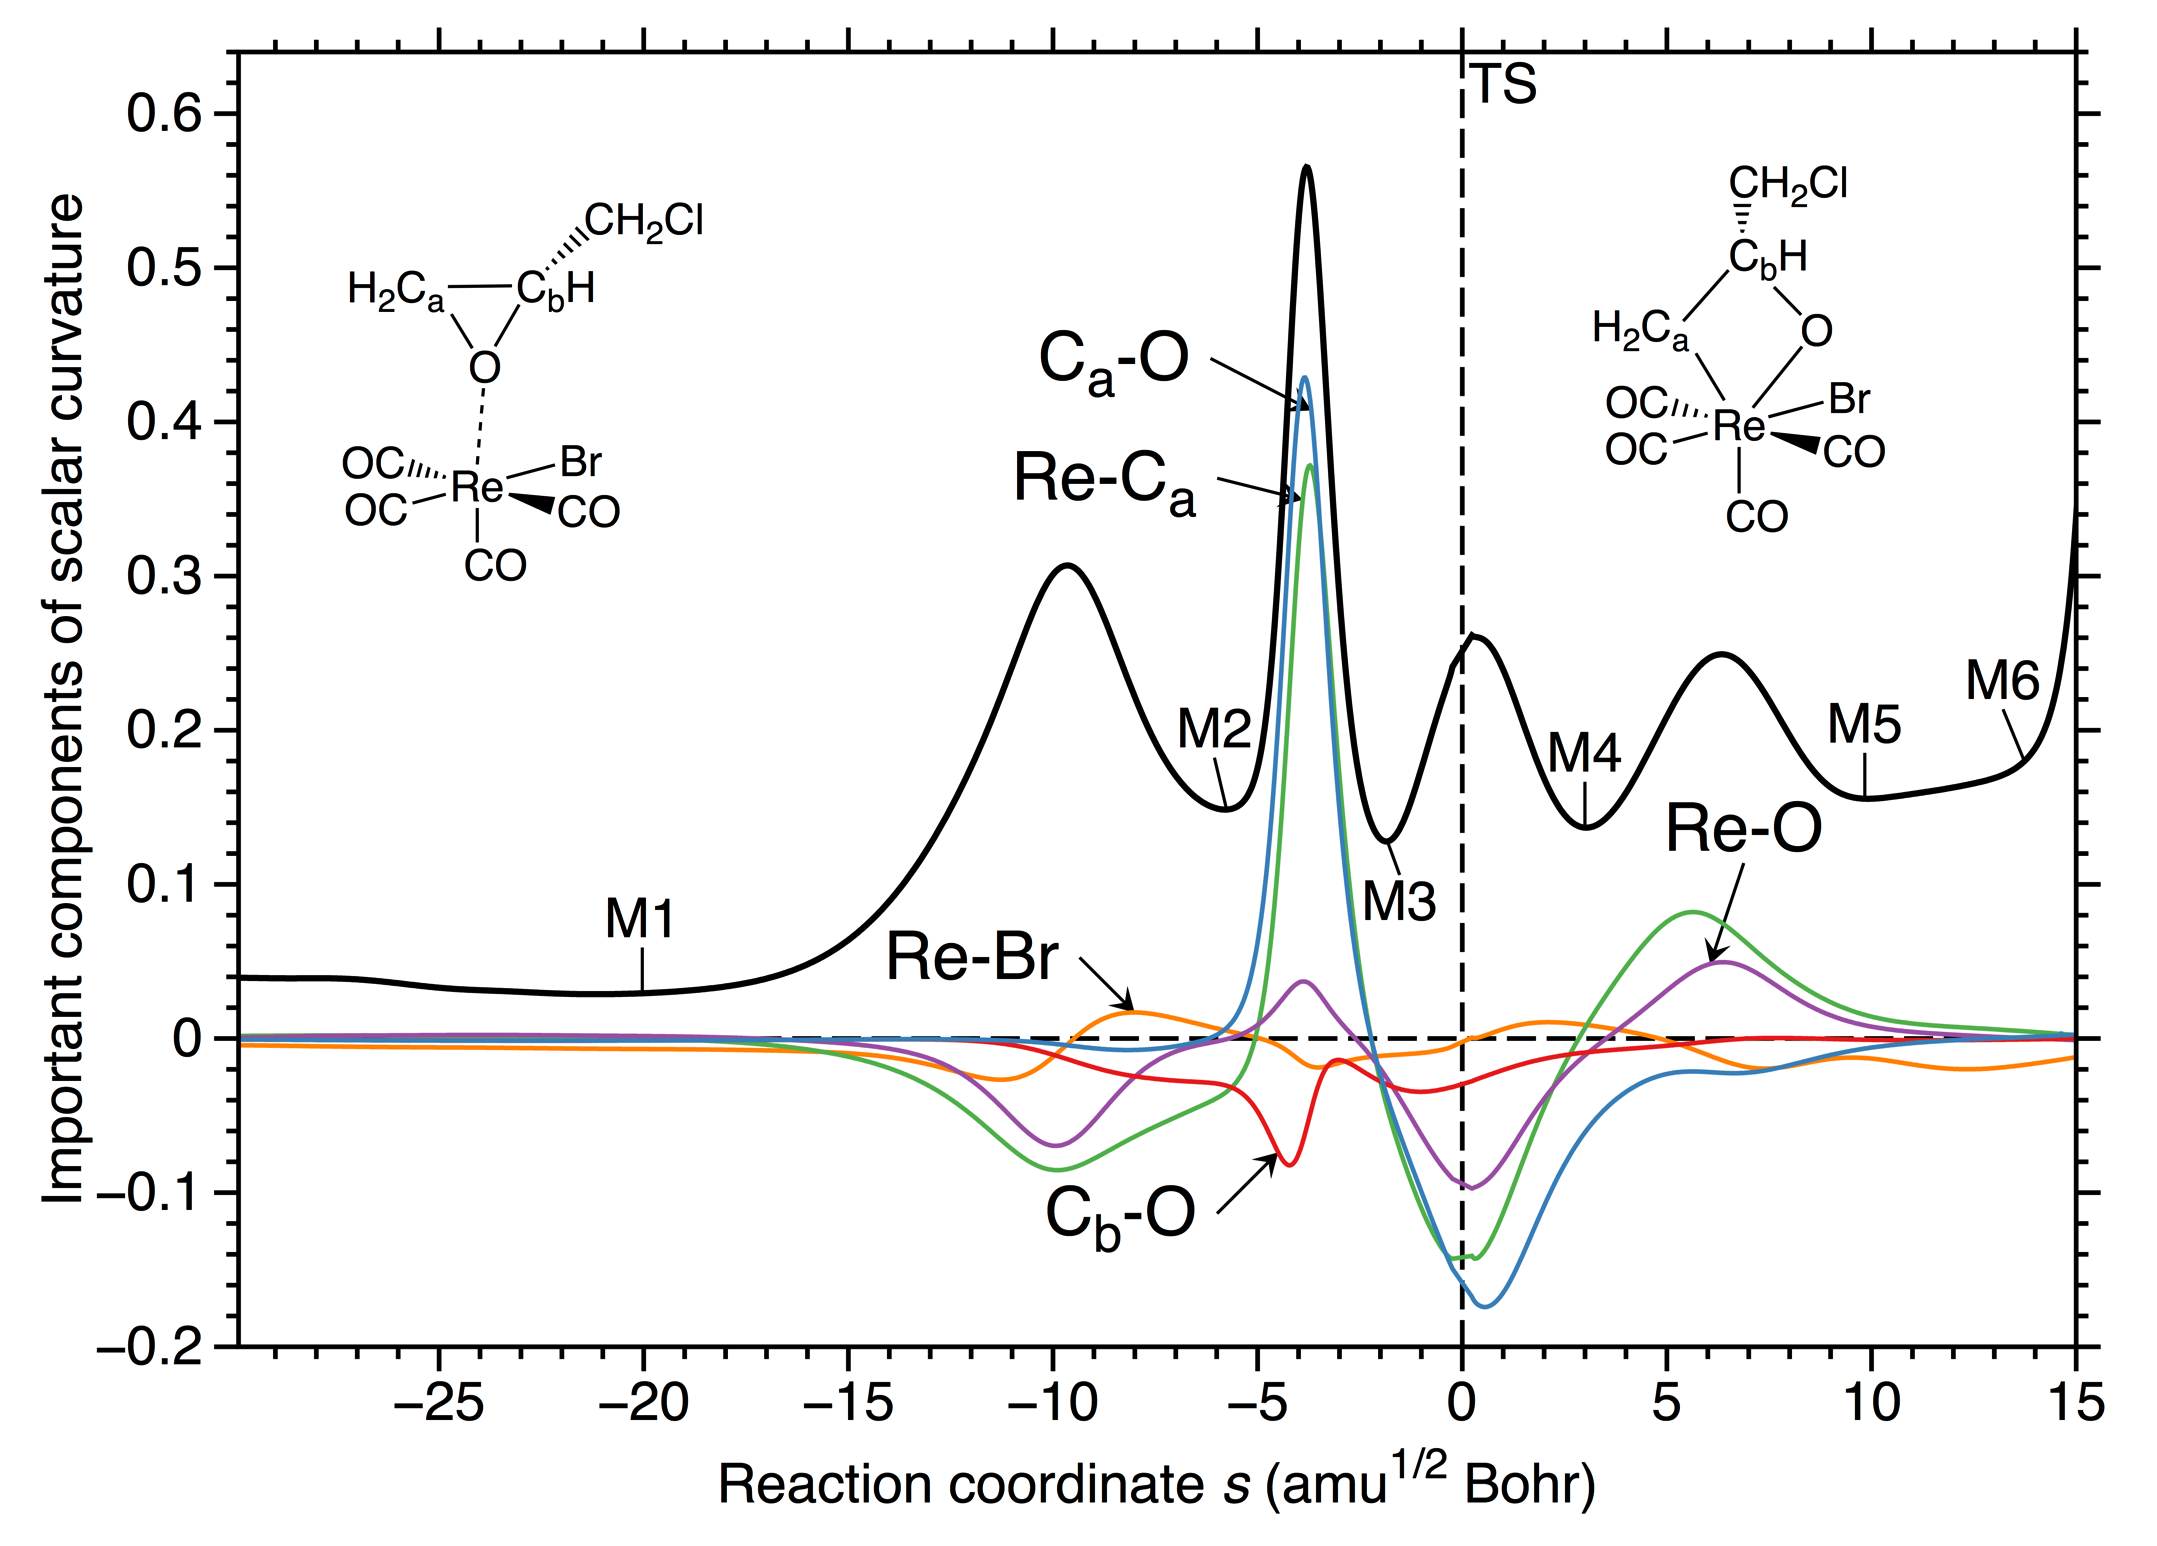 TS
0.6
0.5
0.4
0.3
0.2
0.1
0
−0.1
−0.2
Important components of scalar curvature
CH2Cl
H2Ca
CbH
O
OC
Br
OC
Re
CO
CO
CH2Cl
CbH
H2Ca
O
OC
Br
OC
Re
CO
CO
Ca-O
Re-Ca
M1
M2
M3
M4
M5
M6
Re-O
Re-Br
Cb-O
−25
−20
−15
−10
−5
0
5
10
15
Reaction coordinate s (amu1/2 Bohr)